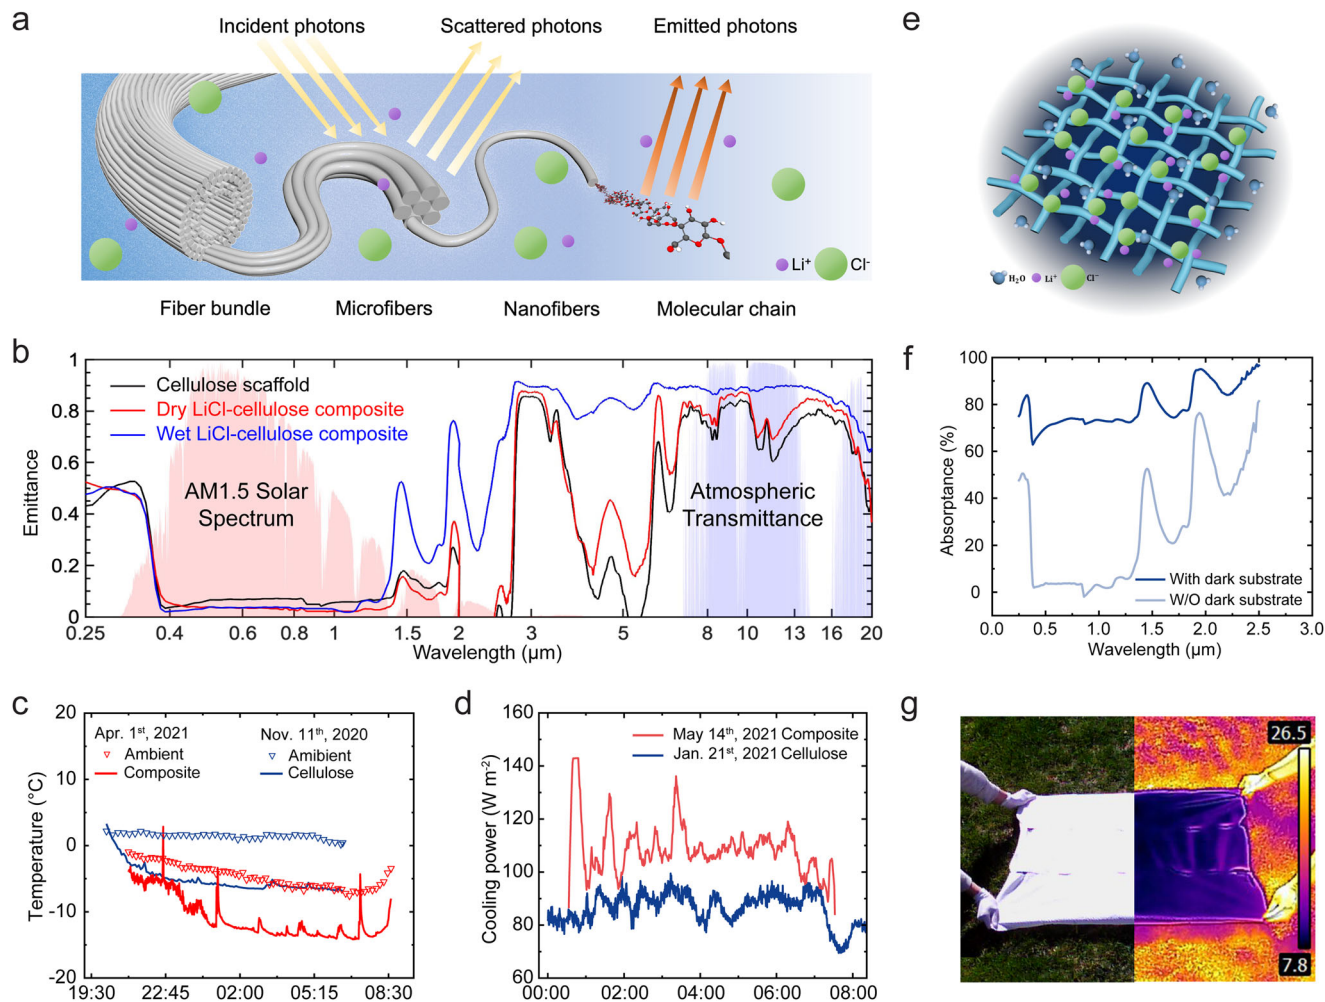 a
Incident photons
Scattered photons
Emitted photons
Li⁺
Cl⁻
Fiber bundle
Microfibers
Nanofibers
Molecular chain
e
H₂O
Li⁺
Cl⁻
b
1
0.8
0.6
0.4
0.2
0
Emittance
Cellulose scaffold
Dry LiCl-cellulose composite
Wet LiCl-cellulose composite
AM1.5 Solar
Spectrum
Atmospheric
Transmittance
0.25
0.4
0.6
0.8
1
1.5
2
3
5
8
10
13
16
20
Wavelength (μm)
f
100
80
60
40
20
0
Absorptance (%)
With dark substrate
W/O dark substrate
0.0
0.5
1.0
1.5
2.0
2.5
3.0
Wavelength (μm)
c
20
10
0
-10
-20
Temperature (°C)
Apr. 1ˢᵗ, 2021
Ambient
Composite
Nov. 11ᵗʰ, 2020
Amibient
Cellulose
19:30
22:45
02:00
05:15
08:30
d
160
140
120
100
80
60
Cooling power (W m⁻²)
May 14ᵗʰ, 2021 Composite
Jan. 21ˢᵗ, 2021 Cellulose
00:00
02:00
04:00
06:00
08:00
g
26.5
7.8